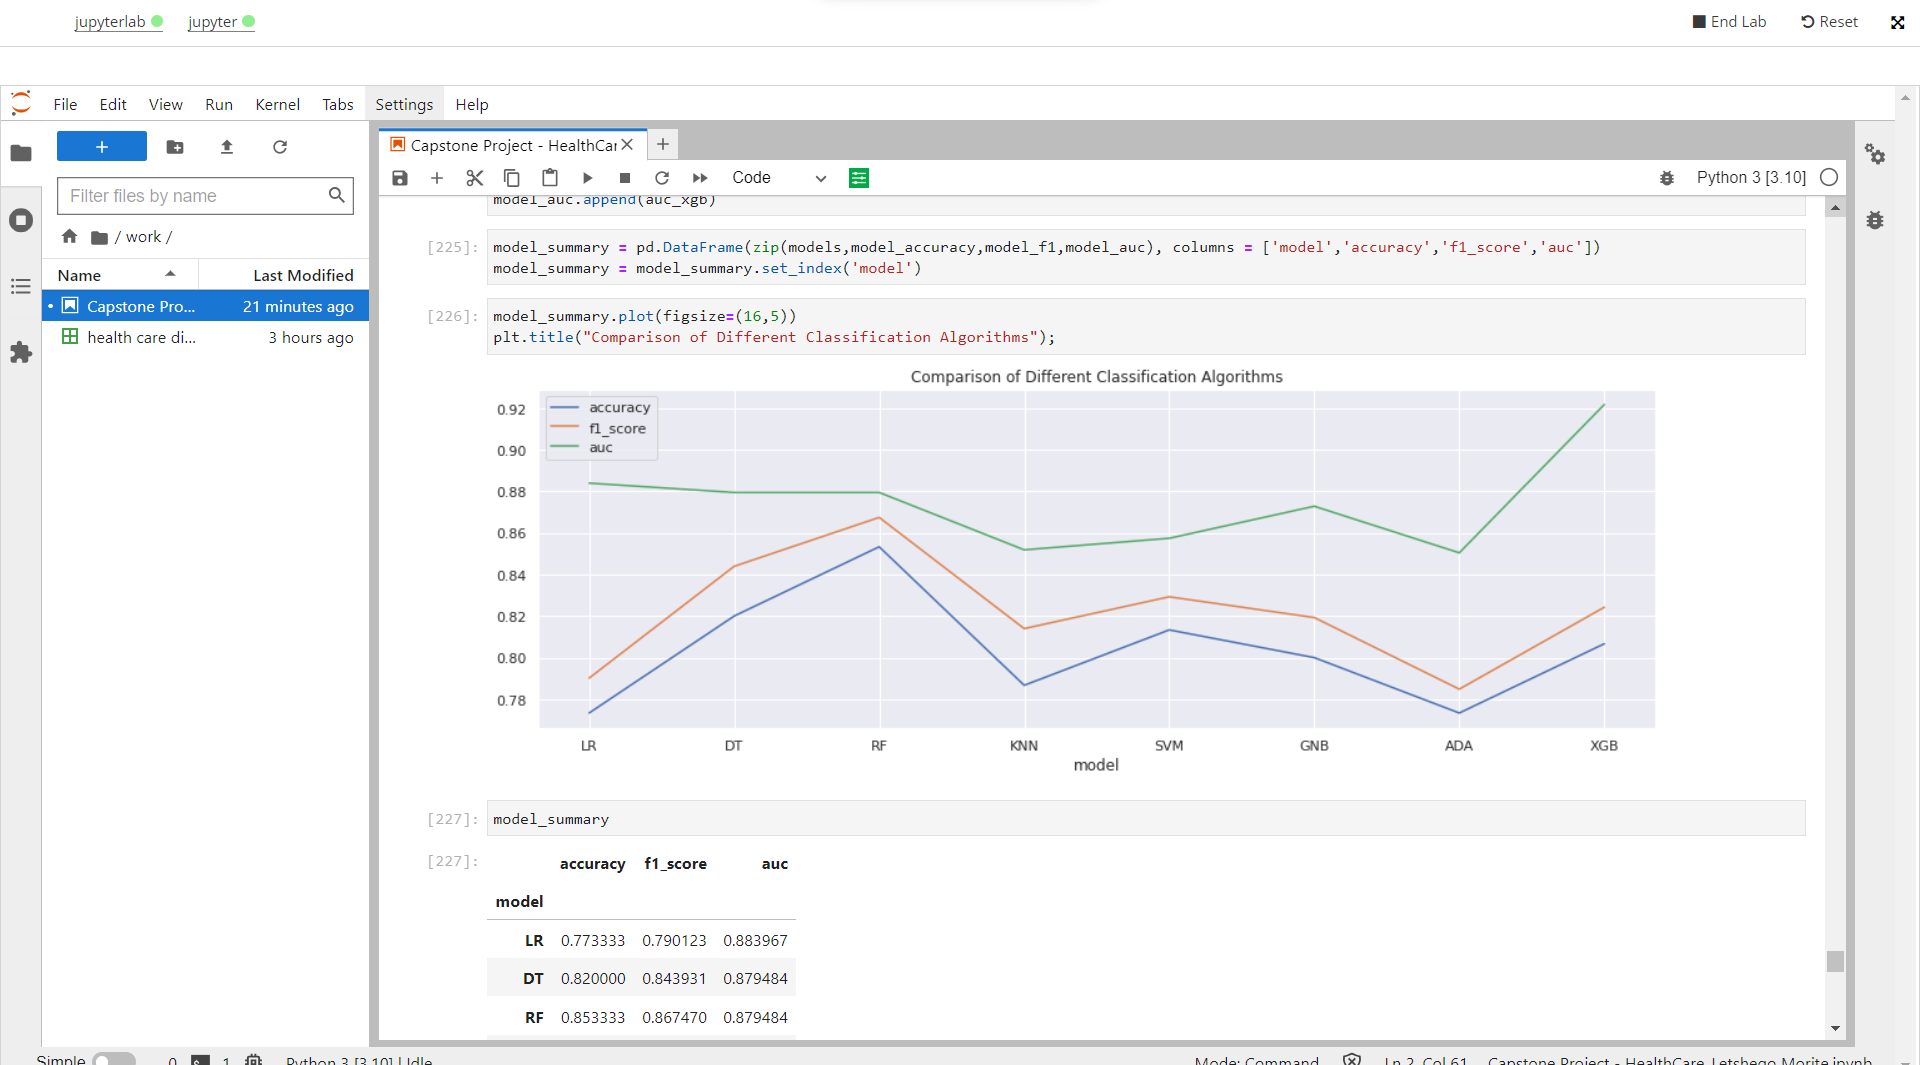 jupyterlab jupyter End Lab Reset
File Edit View Run Kernel Tabs Settings Help
Capstone Project - HealthCar
Filter files by name
Code
Python 3 [3.10]
/ work /
Name Last Modified
Capstone Pro... 21 minutes ago
health care di... 3 hours ago
model_auc.append(auc_xgb)
[225]: model_summary = pd.DataFrame(zip(models,model_accuracy,model_f1,model_auc), columns = ['model','accuracy','f1_score','auc'])
model_summary = model_summary.set_index('model')
[226]: model_summary.plot(figsize=(16,5))
plt.title("Comparison of Different Classification Algorithms");
Comparison of Different Classification Algorithms
accuracy
f1_score
auc
0.92
0.90
0.88
0.86
0.84
0.82
0.80
0.78
LR DT RF KNN SVM GNB ADA XGB
model
[227]: model_summary
[227]: accuracy f1_score auc
model
LR 0.773333 0.790123 0.883967
DT 0.820000 0.843931 0.879484
RF 0.853333 0.867470 0.879484
Simple 0 1 Python 3 [3.10] | Idle Mode: Command Ln 2, Col 61 Capstone Project - HealthCare_Letshego Morite.ipynb